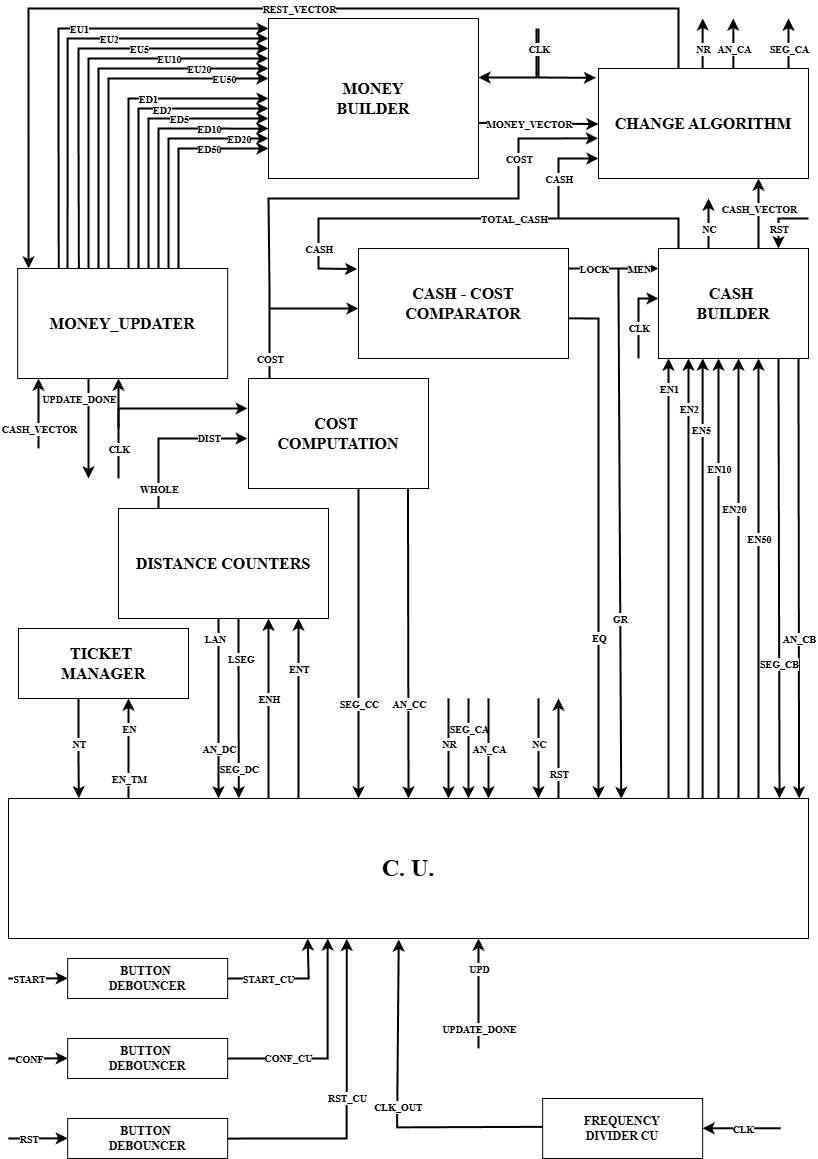 REST_VECTOR
EU1
EU2
EU5
EU10
EU20
EU50
ED1
ED2
ED5
ED10
ED20
ED50
MONEY
BUILDER
CLK
NR
AN_CA
SEG_CA
MONEY_VECTOR
CHANGE ALGORITHM
COST
CASH
CASH_VECTOR
TOTAL_CASH
NC
RST
CASH
MONEY_UPDATER
CASH - COST
COMPARATOR
LOCK
MEN
CASH
BUILDER
CLK
COST
CASH_VECTOR
UPDATE_DONE
CLK
COST
COMPUTATION
DIST
WHOLE
EN1
EN2
EN5
EN10
EN20
EN50
DISTANCE COUNTERS
LAN
LSEG
ENH
ENT
AN_DC
SEG_DC
TICKET
MANAGER
NT
EN
EN_TM
SEG_CC
AN_CC
NR
SEG_CA
AN_CA
NC
RST
EQ
GR
SEG_CB
AN_CB
C. U.
START
BUTTON
DEBOUNCER
START_CU
CONF
BUTTON
DEBOUNCER
CONF_CU
RST
BUTTON
DEBOUNCER
RST_CU
CLK_OUT
UPD
UPDATE_DONE
FREQUENCY
DIVIDER CU
CLK